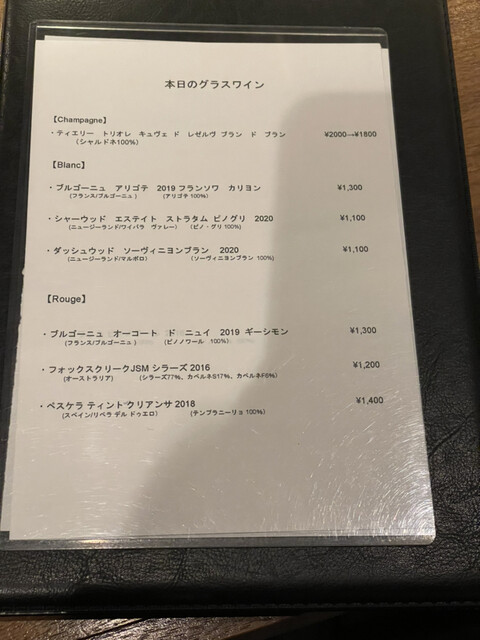 本日のグラスワイン
【Champagne】
・ティエリー トリオレ キュヴェ ド レゼルヴ ブラン ド ブラン ¥2000→¥1800
(シャルドネ100%)
【Blanc】
・ブルゴーニュ アリゴテ 2019 フランソワ カリヨン ¥1,300
(フランス/ブルゴーニュ) (アリゴテ 100%)
・シャーウッド エステイト ストラタム ピノグリ 2020 ¥1,100
(ニュージーランド/ワイパラ ヴァレー) (ピノ・グリ 100%)
・ダッシュウッド ソーヴィニヨンブラン 2020 ¥1,100
(ニュージーランド/マルボロ) (ソーヴィニヨンブラン 100%)
【Rouge】
・ブルゴーニュ オーコート ド ニュイ 2019 ギーシモン ¥1,300
(フランス/ブルゴーニュ) (ピノノワール 100%)
・フォックスクリークJSM シラーズ 2016 ¥1,200
(オーストラリア) (シラーズ77%、カベルネS17%、カベルネF6%)
・ペスケラ ティント クリアンサ 2018 ¥1,400
(スペイン/リベラ デル ドゥエロ) (テンプラニーリョ 100%)